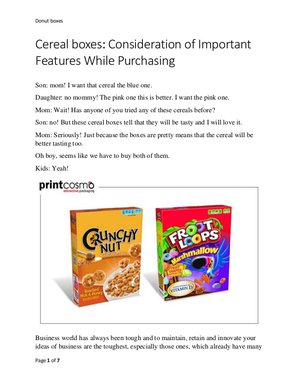 Donut boxes
Cereal boxes: Consideration of Important
Features While Purchasing
Son: mom! I want that cereal the blue one.
Daughter: no mommy! The pink one this is better. I want the pink one.
Mom: Wait! Has anyone of you tried any of these cereals before?
Son: no! But these cereal boxes tell that they will be tasty and I will love it.
Mom: Seriously! Just because the boxes are pretty means that the cereal will be
better tasting too.
Oh boy, seems like we have to buy both of them.
Kids: Yeah!
printcosmo
attractive packaging
CRUNCHY
NUT
FROOT
LOOPS
Marshmallow
VITAMIN D
Business world has always been tough and to maintain, retain and innovate your
ideas of business are the toughest, especially those ones, which already have many
Page 1 of 7